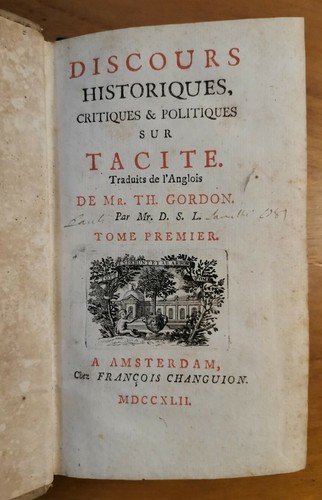 DISCOURS
HISTORIQUES,
CRITIQUES & POLITIQUES
SUR
TACITE.
Traduits de l'Anglois
DE MR. TH. GORDON.
Par Mr. D. S. L.
TOME PREMIER.
A AMSTERDAM,
Chez FRANÇOIS CHANGUION.
MDCCXLII.